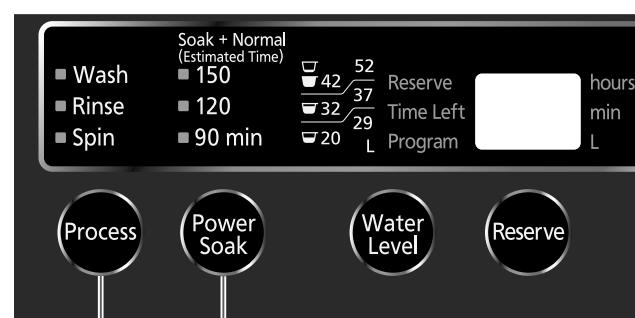 Soak + Normal
(Estimated Time)
Wash
Rinse
Spin
150
120
90 min
52
42
37
32
29
20
L
Reserve
Time Left
Program
hours
min
L
Process
Power
Soak
Water
Level
Reserve